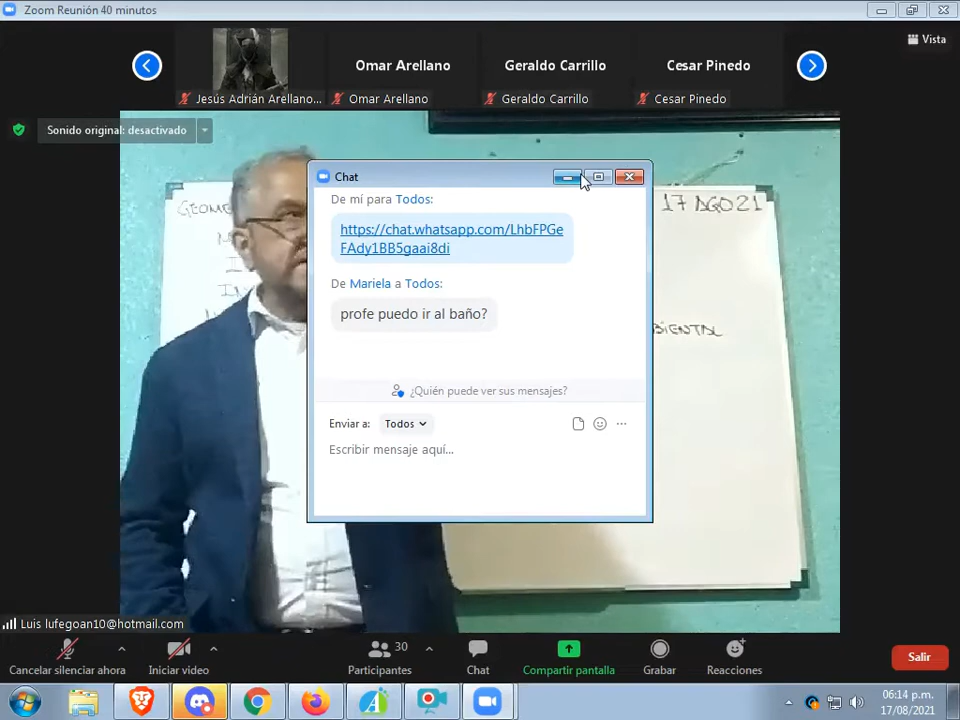 Zoom Reunión 40 minutos
Vista
Omar Arellano
Geraldo Carrillo
Cesar Pinedo
Jesús Adrián Arellano...
Omar Arellano
Geraldo Carrillo
Cesar Pinedo
Sonido original: desactivado
Chat
De mí para Todos:
https://chat.whatsapp.com/LhbFPGe
FAdy1BB5gaai8di
De Mariela a Todos:
profe puedo ir al baño?
¿Quién puede ver sus mensajes?
Enviar a: Todos
Escribir mensaje aquí...
GEOM
17 AGO 21
BIENTAL
Luis lufegoan10@hotmail.com
30
Cancelar silenciar ahora
Iniciar video
Participantes
Chat
Compartir pantalla
Grabar
Reacciones
Salir
06:14 p.m.
17/08/2021